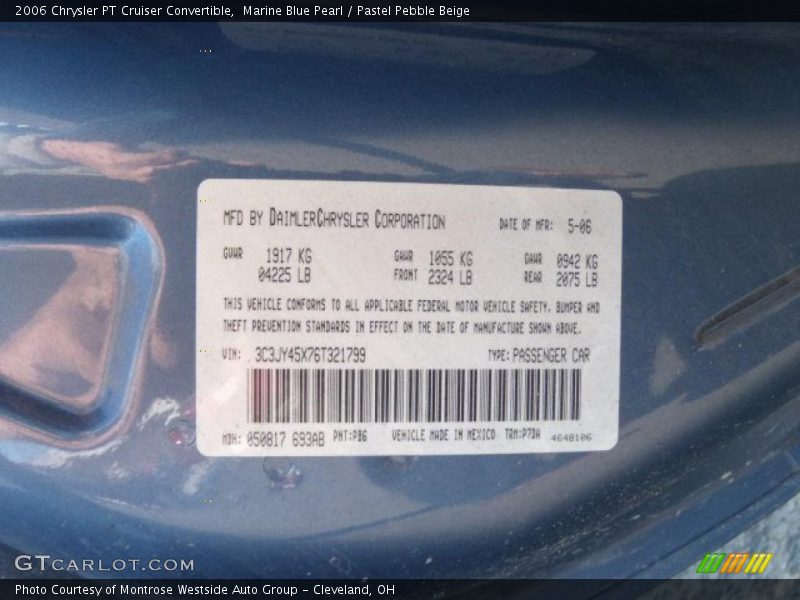 2006 Chrysler PT Cruiser Convertible,  Marine Blue Pearl / Pastel Pebble Beige
MFD BY DAIMLERCHRYSLER CORPORATION DATE OF MFR: 5-06
GVWR 1917 KG GAWR 1055 KG GAWR 0942 KG
04225 LB FRONT 2324 LB REAR 2075 LB
THIS VEHICLE CONFORMS TO ALL APPLICABLE FEDERAL MOTOR VEHICLE SAFETY, BUMPER AND
THEFT PREVENTION STANDARDS IN EFFECT ON THE DATE OF MANUFACTURE SHOWN ABOVE.
VIN: 3C3JY45X76T321799 TYPE: PASSENGER CAR
MDH: 050817 693AB PNT: PB6 VEHICLE MADE IN MEXICO TRM: P7DA 4648106
GTCARLOT.COM
Photo Courtesy of Montrose Westside Auto Group - Cleveland, OH